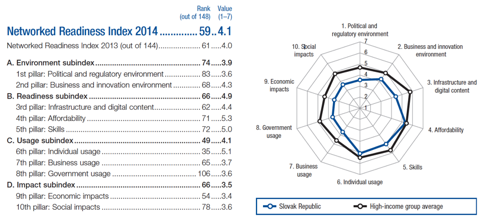 Rank Value
(out of 148) (1–7)
Networked Readiness Index 2014 ............. 59 .. 4.1
Networked Readiness Index 2013 (out of 144) ..... 61 ..... 4.0
A. Environment subindex ..... 74 ..... 3.9
1st pillar: Political and regulatory environment ..... 83 ..... 3.6
2nd pillar: Business and innovation environment ..... 68 ..... 4.3
B. Readiness subindex ..... 66 ..... 4.9
3rd pillar: Infrastructure and digital content ..... 62 ..... 4.4
4th pillar: Affordability ..... 71 ..... 5.3
5th pillar: Skills ..... 72 ..... 5.0
C. Usage subindex ..... 49 ..... 4.1
6th pillar: Individual usage ..... 35 ..... 5.1
7th pillar: Business usage ..... 65 ..... 3.7
8th pillar: Government usage ..... 106 ..... 3.6
D. Impact subindex ..... 66 ..... 3.5
9th pillar: Economic impacts ..... 54 ..... 3.4
10th pillar: Social impacts ..... 78 ..... 3.6
1. Political and
regulatory environment
2. Business and innovation
environment
3. Infrastructure and
digital content
4. Affordability
5. Skills
6. Individual usage
7. Business
usage
8. Government
usage
9. Economic
impacts
10. Social
impacts
7
6
5
4
3
2
1
Slovak Republic
High-income group average